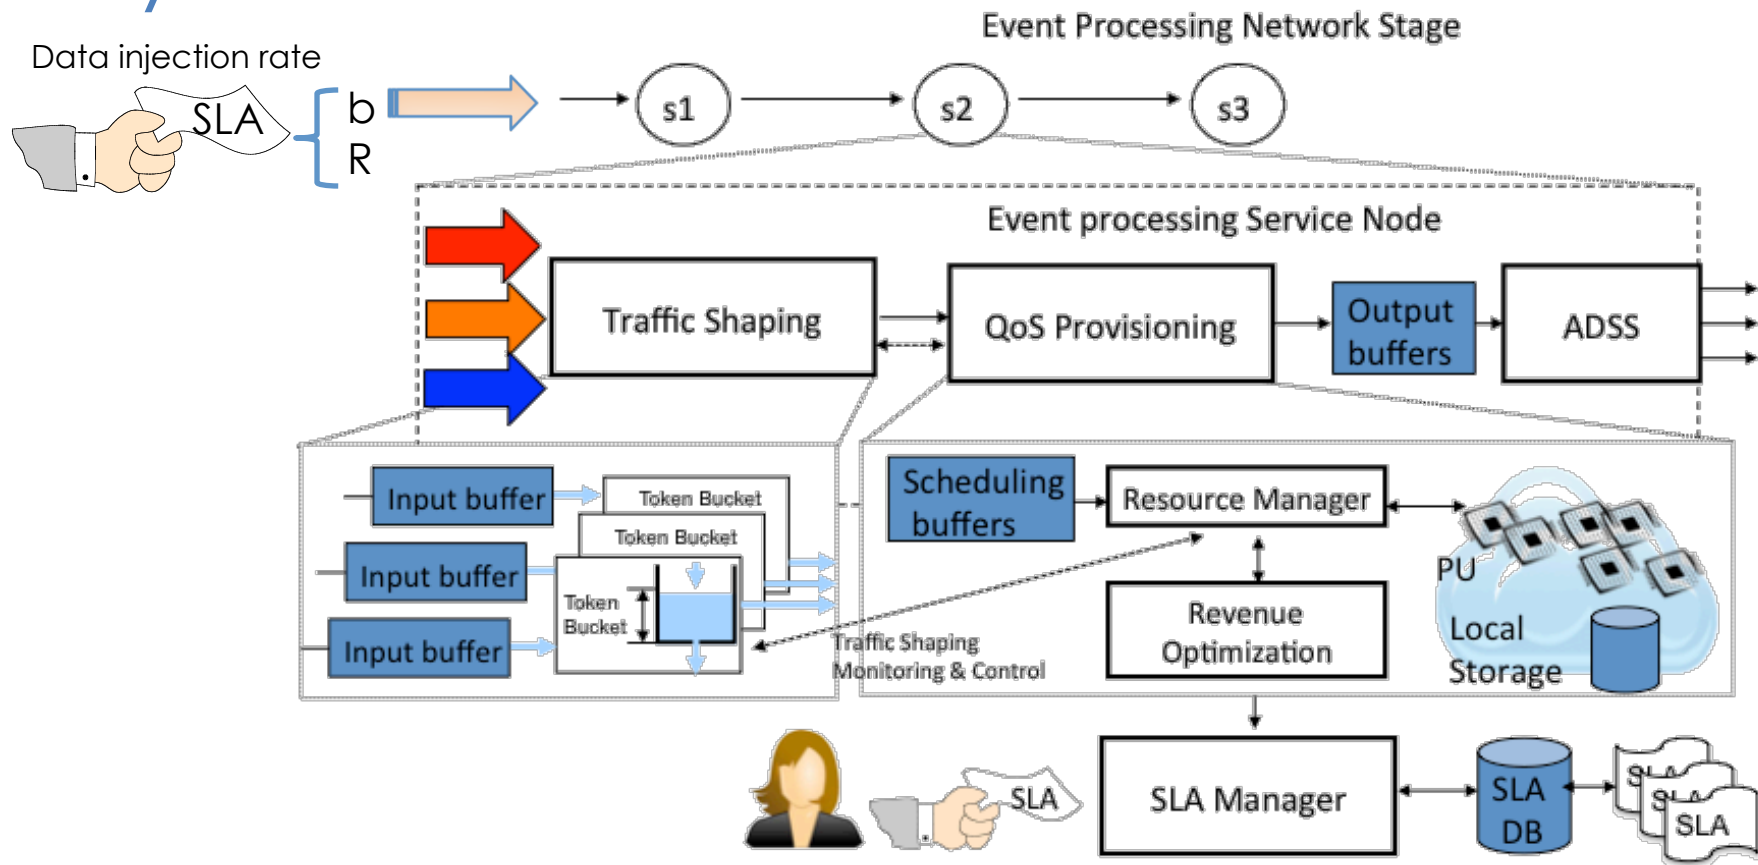 Event Processing Network Stage
Data injection rate
SLA
b
R
s1
s2
s3
Event processing Service Node
Traffic Shaping
QoS Provisioning
Output
buffers
ADSS
Input buffer
Input buffer
Input buffer
Token Bucket
Token Bucket
Token
Bucket
Scheduling
buffers
Resource Manager
Revenue
Optimization
PU
Local
Storage
Traffic Shaping
Monitoring & Control
SLA
SLA Manager
SLA
DB
SLA
SLA
SLA